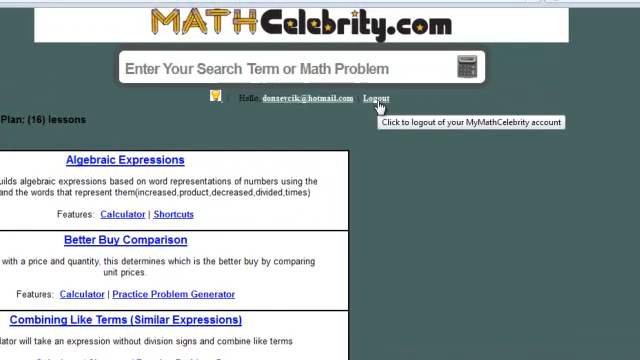 MATHCelebrity.com
Enter Your Search Term or Math Problem
| Hello, donsevcik@hotmail.com Logout
Click to logout of your MyMathCelebrity account
Plan: (16) lessons
Algebraic Expressions
uilds algebraic expressions based on word representations of numbers using the
and the words that represent them(increased,product,decreased,divided,times)
Features: Calculator | Shortcuts
Better Buy Comparison
with a price and quantity, this determines which is the better buy by comparing
unit prices.
Features: Calculator | Practice Problem Generator
Combining Like Terms (Similar Expressions)
lator will take an expression without division signs and combine like terms